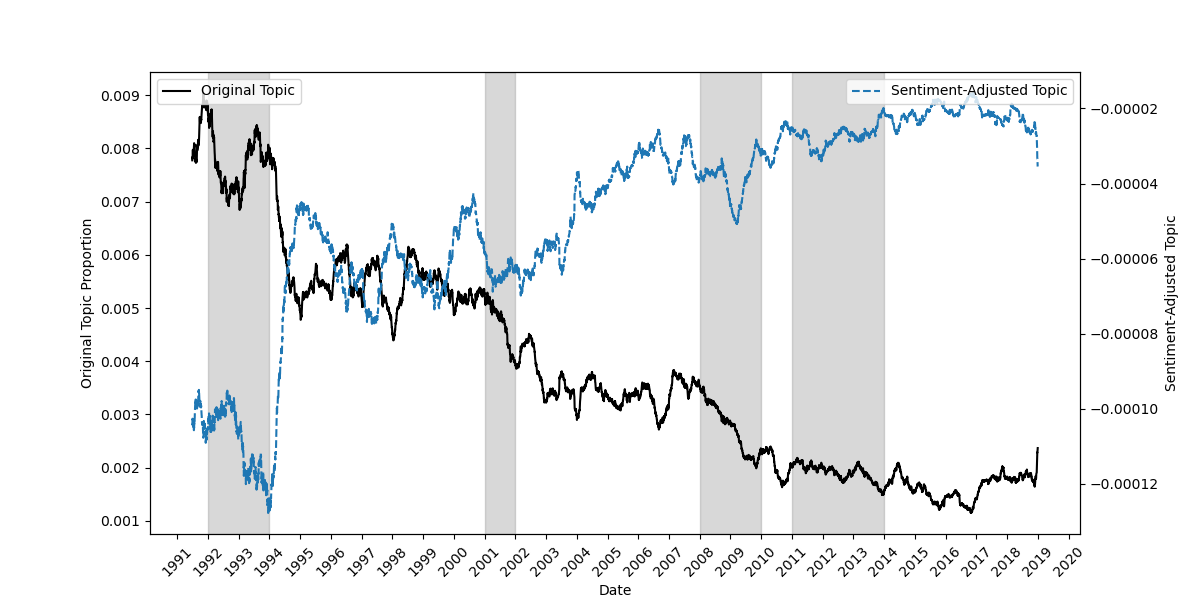 Original Topic
Sentiment-Adjusted Topic
Original Topic Proportion
0.009
0.008
0.007
0.006
0.005
0.004
0.003
0.002
0.001
−0.00002
−0.00004
−0.00006
−0.00008
−0.00010
−0.00012
Sentiment-Adjusted Topic
1991 1992 1993 1994 1995 1996 1997 1998 1999 2000 2001 2002 2003 2004 2005 2006 2007 2008 2009 2010 2011 2012 2013 2014 2015 2016 2017 2018 2019 2020
Date